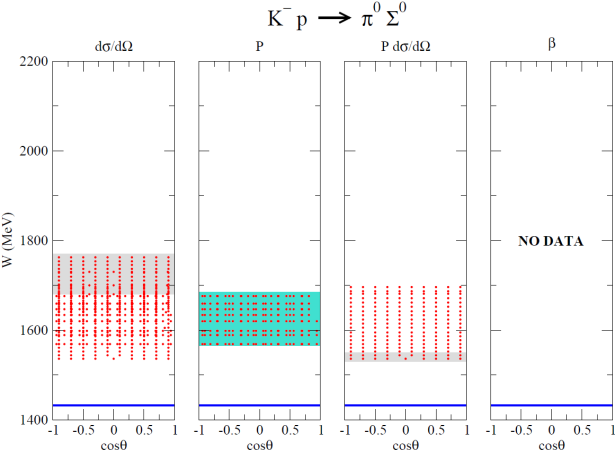 K⁻ p → π⁰ Σ⁰
dσ/dΩ P P dσ/dΩ β
2200
2000
W (MeV)
1800
NO DATA
1600
1400
-1 -0.5 0 0.5 1 -1 -0.5 0 0.5 1 -1 -0.5 0 0.5 1 -1 -0.5 0 0.5 1
cosθ cosθ cosθ cosθ